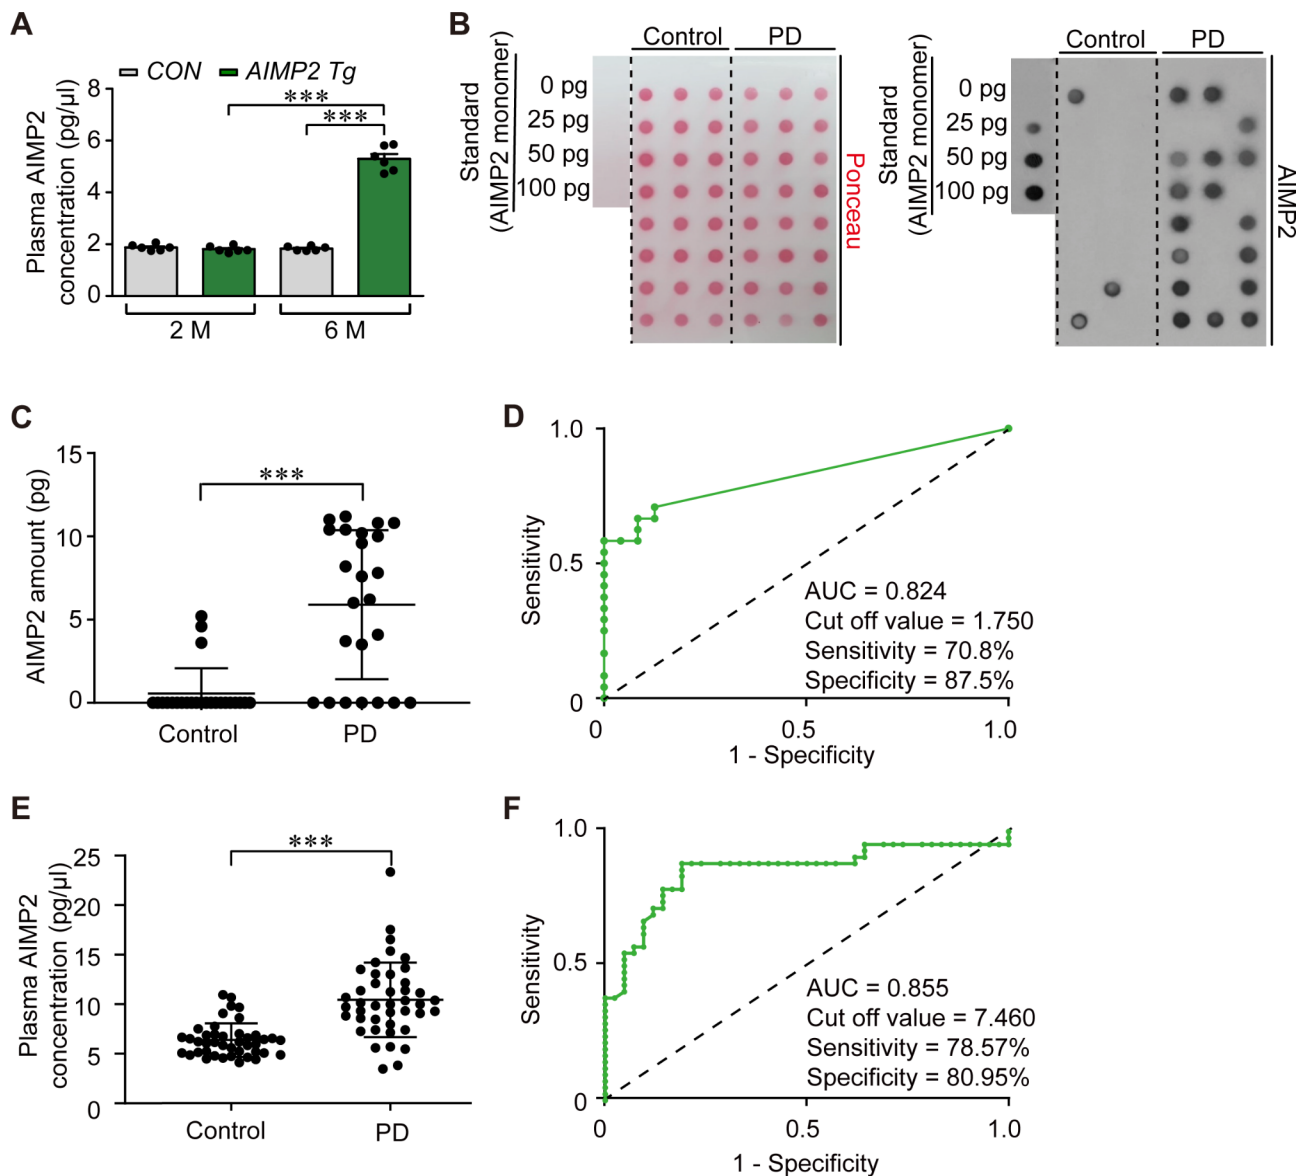 A
CON AIMP2 Tg
Plasma AIMP2
concentration (pg/µl)
8
6
4
2
0
***
***
2 M
6 M
B
Control PD
Standard
(AIMP2 monomer)
0 pg
25 pg
50 pg
100 pg
Ponceau
Control PD
Standard
(AIMP2 monomer)
0 pg
25 pg
50 pg
100 pg
AIMP2
C
AIMP2 amount (pg)
15
10
5
0
***
Control
PD
D
Sensitivity
1.0
0.5
0
AUC = 0.824
Cut off value = 1.750
Sensitivity = 70.8%
Specificity = 87.5%
0
0.5
1.0
1 - Specificity
E
Plasma AIMP2
concentration (pg/µl)
25
20
15
10
5
0
***
Control
PD
F
Sensitivity
1.0
0.5
0
AUC = 0.855
Cut off value = 7.460
Sensitivity = 78.57%
Specificity = 80.95%
0
0.5
1.0
1 - Specificity